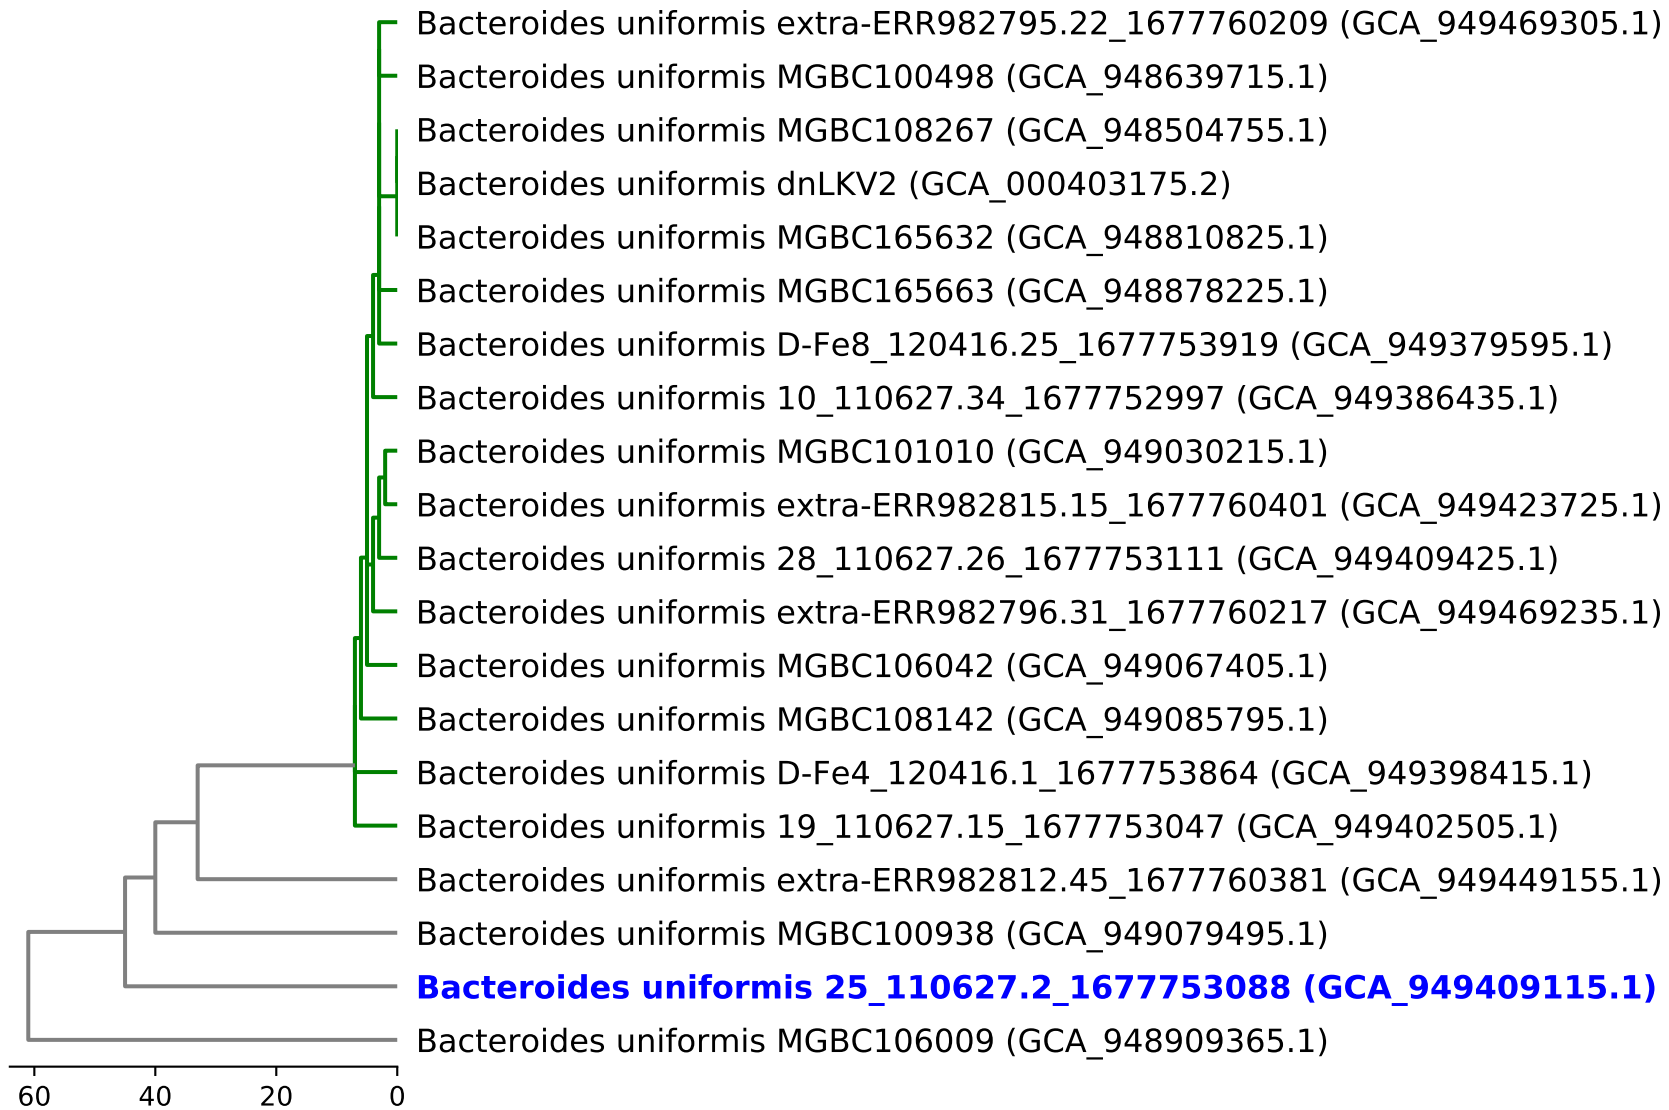 Bacteroides uniformis extra-ERR982795.22_1677760209 (GCA_949469305.1)
Bacteroides uniformis MGBC100498 (GCA_948639715.1)
Bacteroides uniformis MGBC108267 (GCA_948504755.1)
Bacteroides uniformis dnLKV2 (GCA_000403175.2)
Bacteroides uniformis MGBC165632 (GCA_948810825.1)
Bacteroides uniformis MGBC165663 (GCA_948878225.1)
Bacteroides uniformis D-Fe8_120416.25_1677753919 (GCA_949379595.1)
Bacteroides uniformis 10_110627.34_1677752997 (GCA_949386435.1)
Bacteroides uniformis MGBC101010 (GCA_949030215.1)
Bacteroides uniformis extra-ERR982815.15_1677760401 (GCA_949423725.1)
Bacteroides uniformis 28_110627.26_1677753111 (GCA_949409425.1)
Bacteroides uniformis extra-ERR982796.31_1677760217 (GCA_949469235.1)
Bacteroides uniformis MGBC106042 (GCA_949067405.1)
Bacteroides uniformis MGBC108142 (GCA_949085795.1)
Bacteroides uniformis D-Fe4_120416.1_1677753864 (GCA_949398415.1)
Bacteroides uniformis 19_110627.15_1677753047 (GCA_949402505.1)
Bacteroides uniformis extra-ERR982812.45_1677760381 (GCA_949449155.1)
Bacteroides uniformis MGBC100938 (GCA_949079495.1)
Bacteroides uniformis 25_110627.2_1677753088 (GCA_949409115.1)
Bacteroides uniformis MGBC106009 (GCA_948909365.1)
60 40 20 0